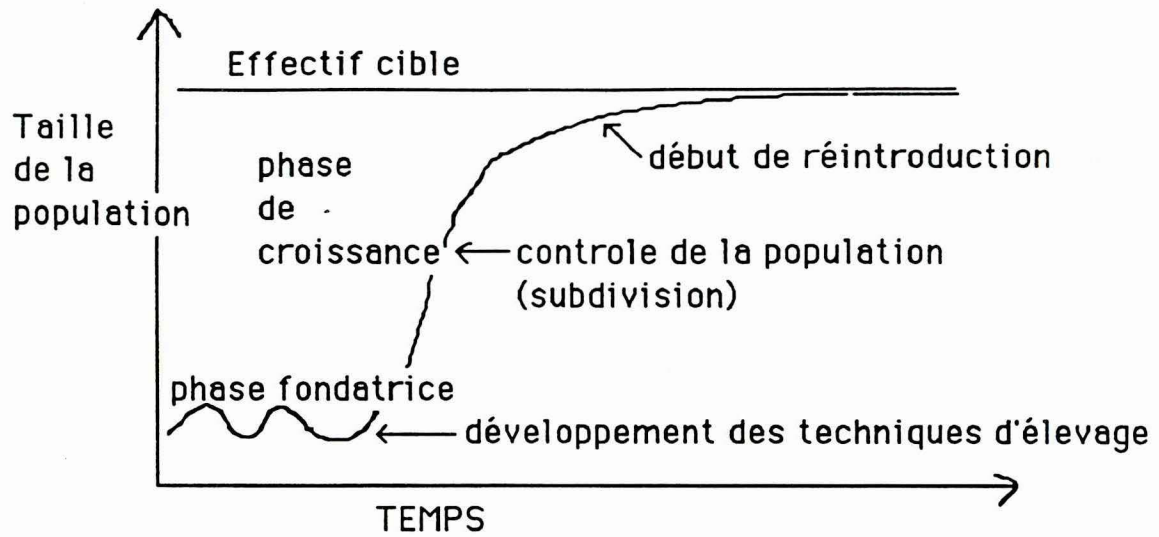 Effectif cible
Taille
de la
population
phase
de
croissance
début de réintroduction
controle de la population
(subdivision)
phase fondatrice
développement des techniques d'élevage
TEMPS